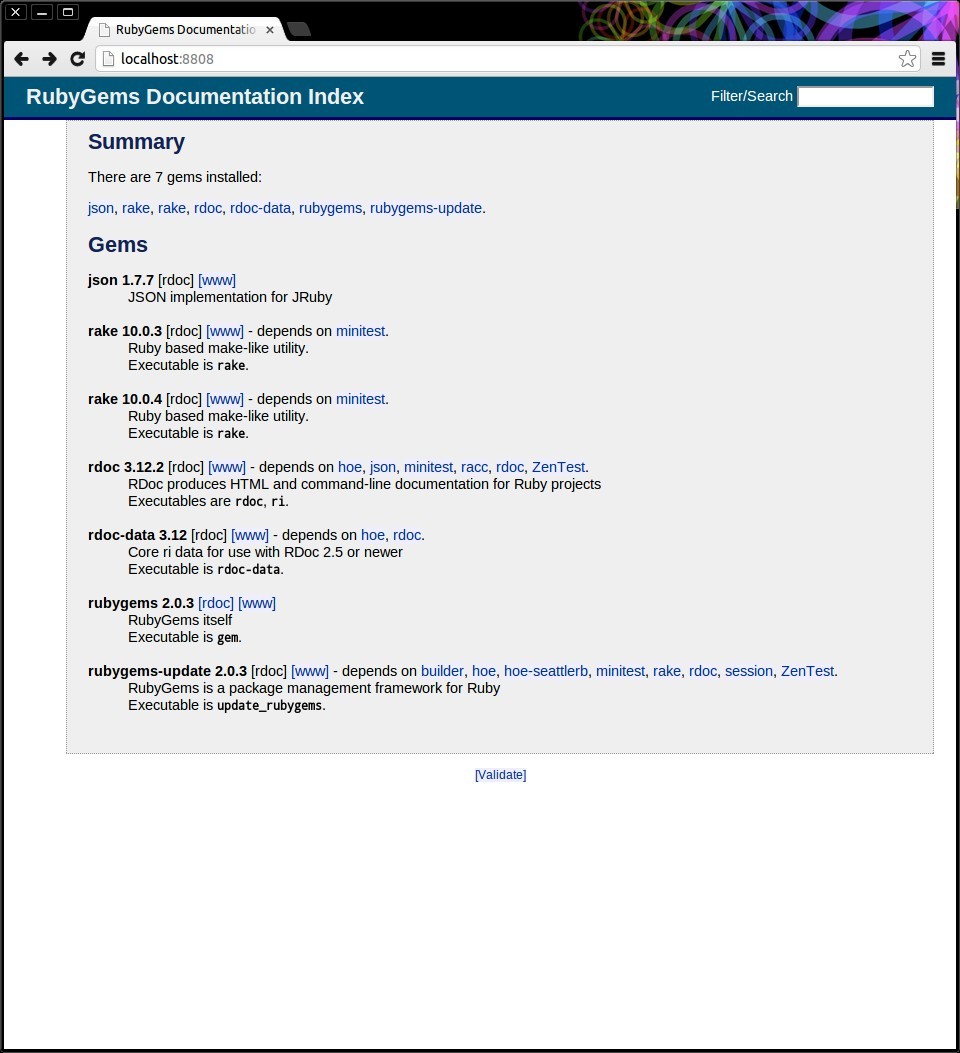 RubyGems Documentatio
localhost:8808
RubyGems Documentation Index
Filter/Search
Summary
There are 7 gems installed:
json, rake, rake, rdoc, rdoc-data, rubygems, rubygems-update.
Gems
json 1.7.7 [rdoc] [www]
JSON implementation for JRuby
rake 10.0.3 [rdoc] [www] - depends on minitest.
Ruby based make-like utility.
Executable is rake.
rake 10.0.4 [rdoc] [www] - depends on minitest.
Ruby based make-like utility.
Executable is rake.
rdoc 3.12.2 [rdoc] [www] - depends on hoe, json, minitest, racc, rdoc, ZenTest.
RDoc produces HTML and command-line documentation for Ruby projects
Executables are rdoc, ri.
rdoc-data 3.12 [rdoc] [www] - depends on hoe, rdoc.
Core ri data for use with RDoc 2.5 or newer
Executable is rdoc-data.
rubygems 2.0.3 [rdoc] [www]
RubyGems itself
Executable is gem.
rubygems-update 2.0.3 [rdoc] [www] - depends on builder, hoe, hoe-seattlerb, minitest, rake, rdoc, session, ZenTest.
RubyGems is a package management framework for Ruby
Executable is update_rubygems.
[Validate]